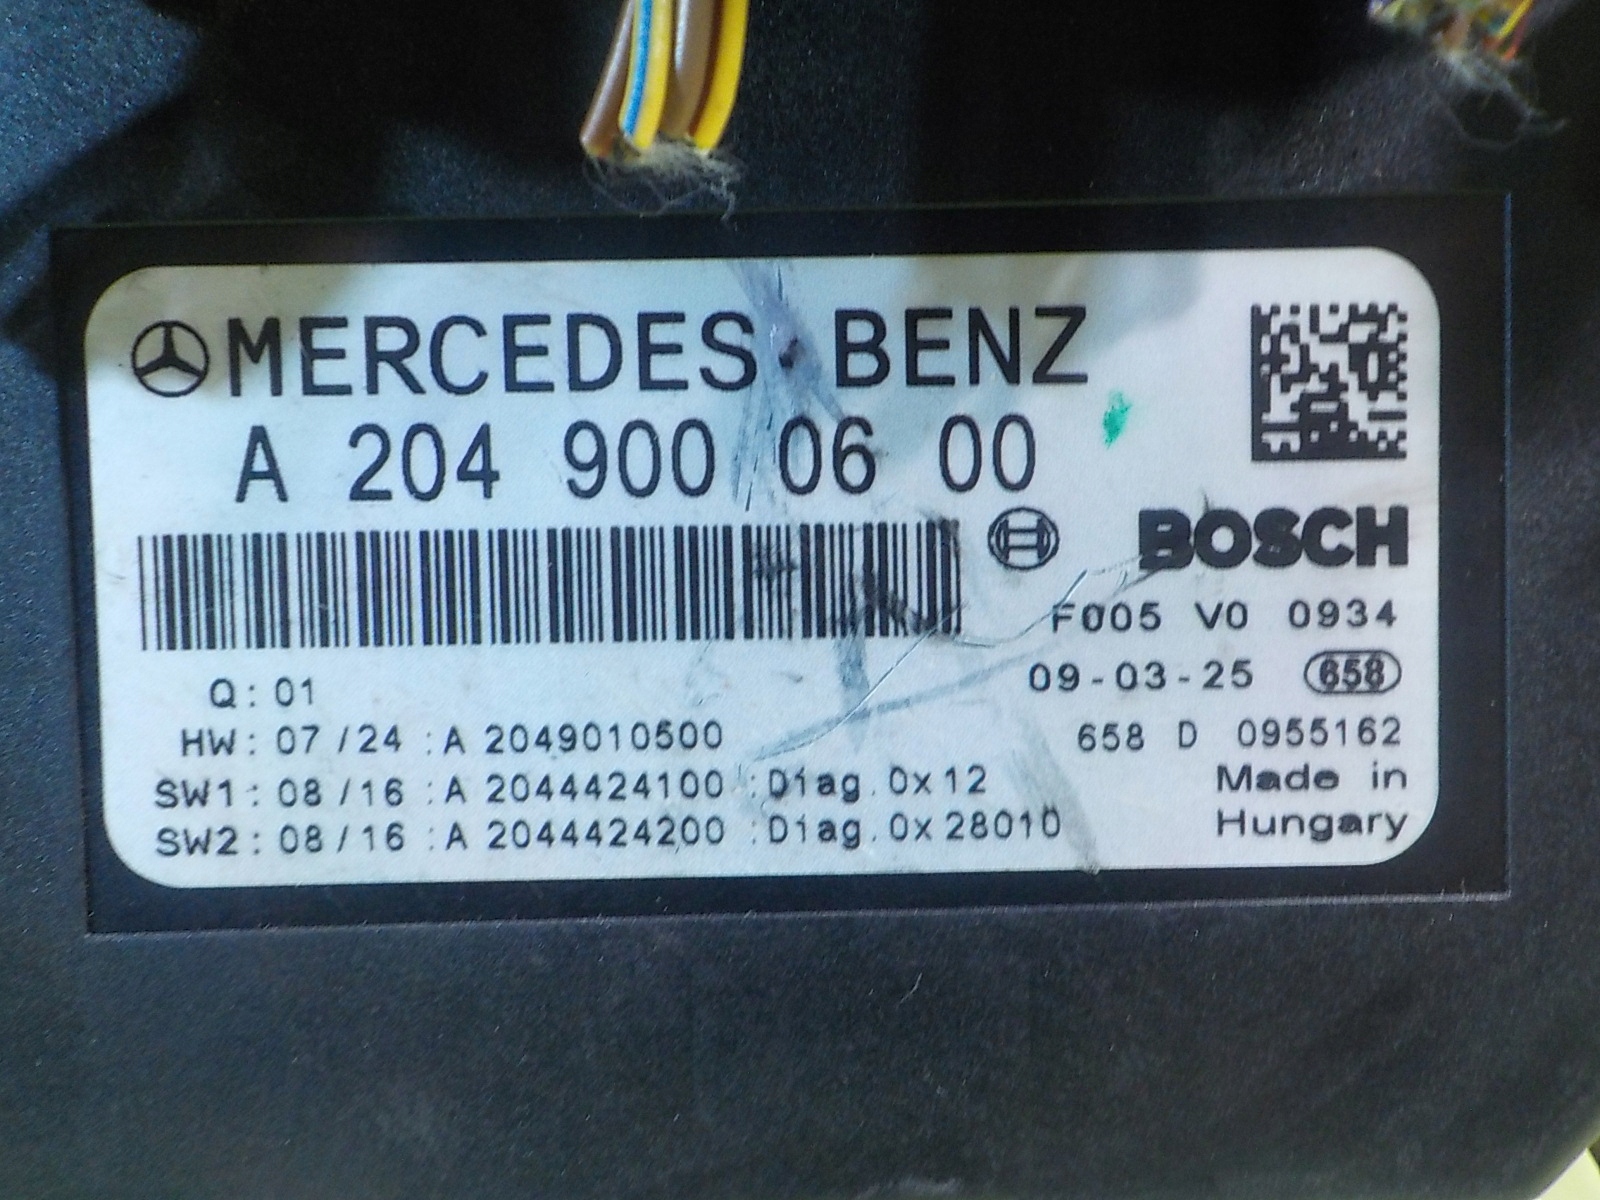 MERCEDES-BENZ
A 204 900 06 00
BOSCH
F005 V0 0934
09-03-25 658
658 D 0955162
Made in
Hungary
Q: 01
HW: 07/24 :A 2049010500
SW1: 08/16 :A 2044424100 :Diag.0x12
SW2: 08/16 :A 2044424200 :Diag.0x28010